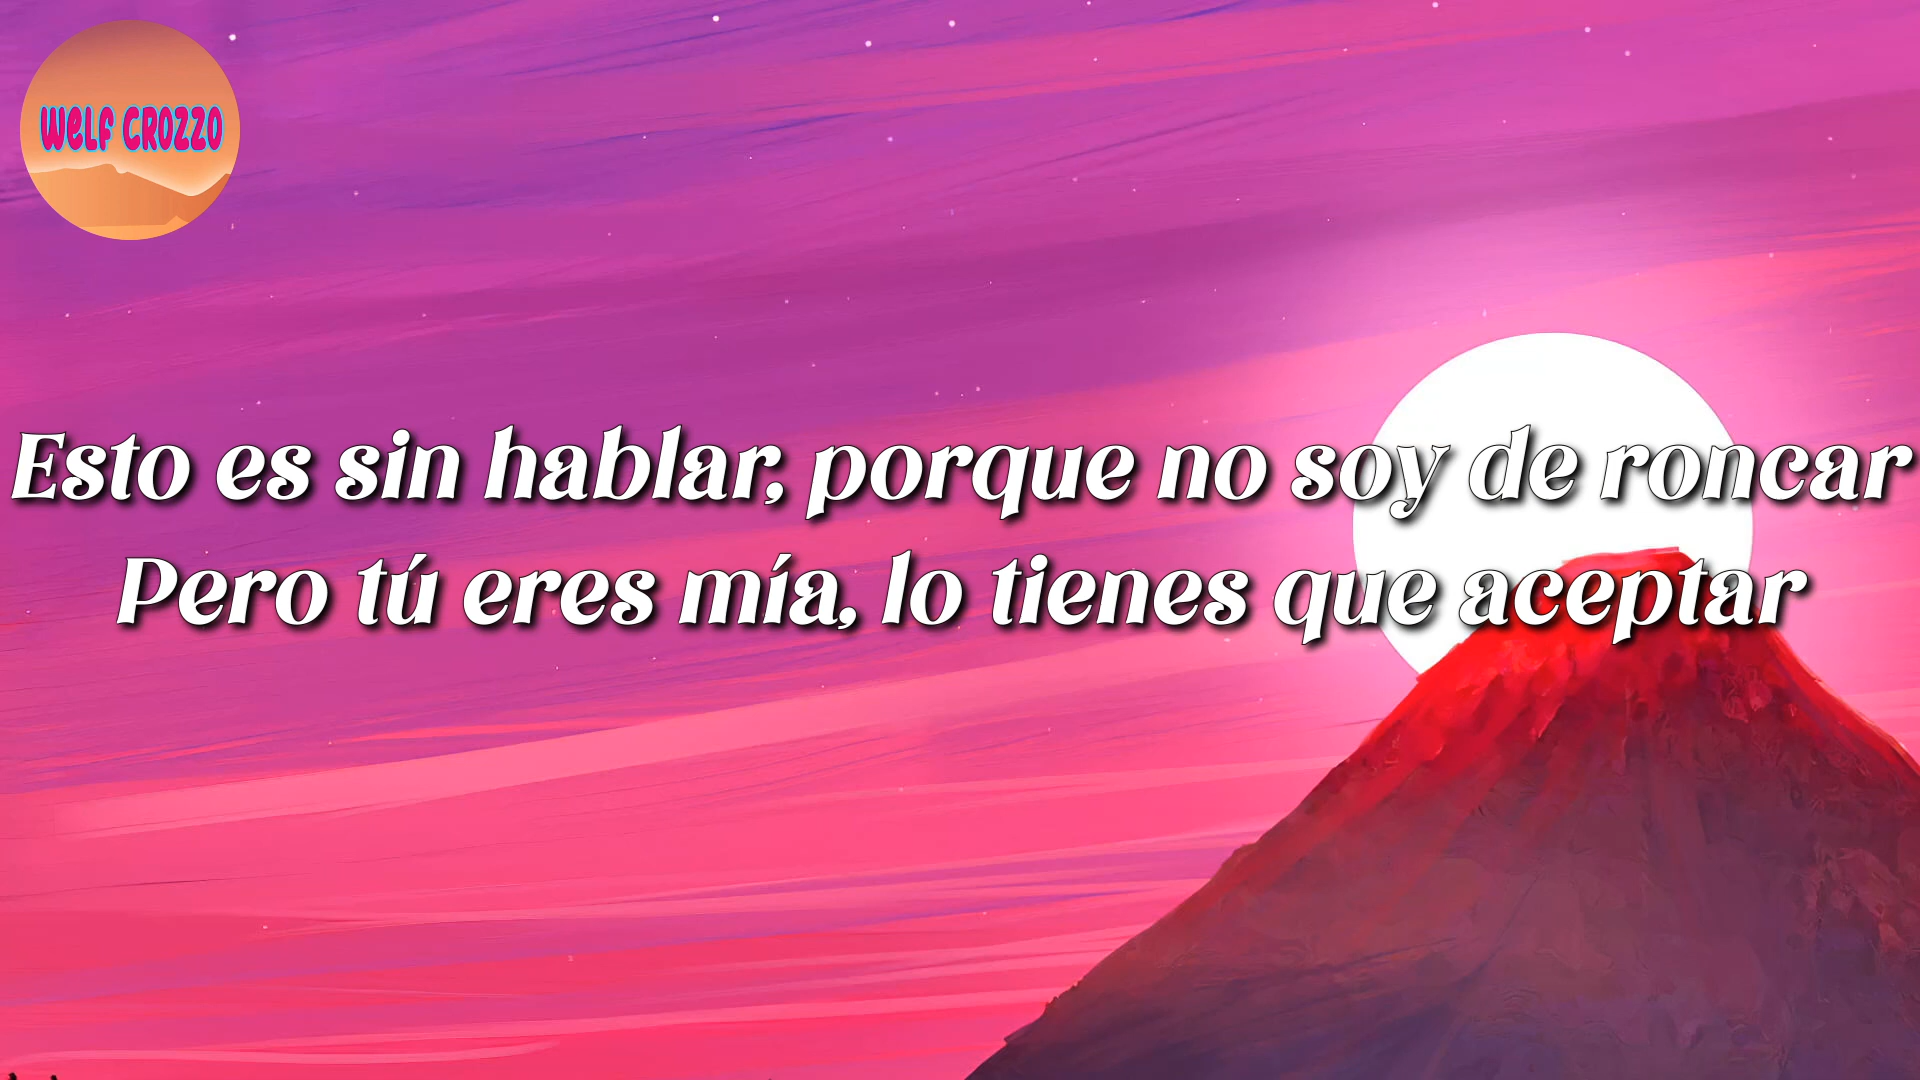 WELF CROZZO
Esto es sin hablar, porque no soy de roncar
Pero tú eres mía, lo tienes que aceptar